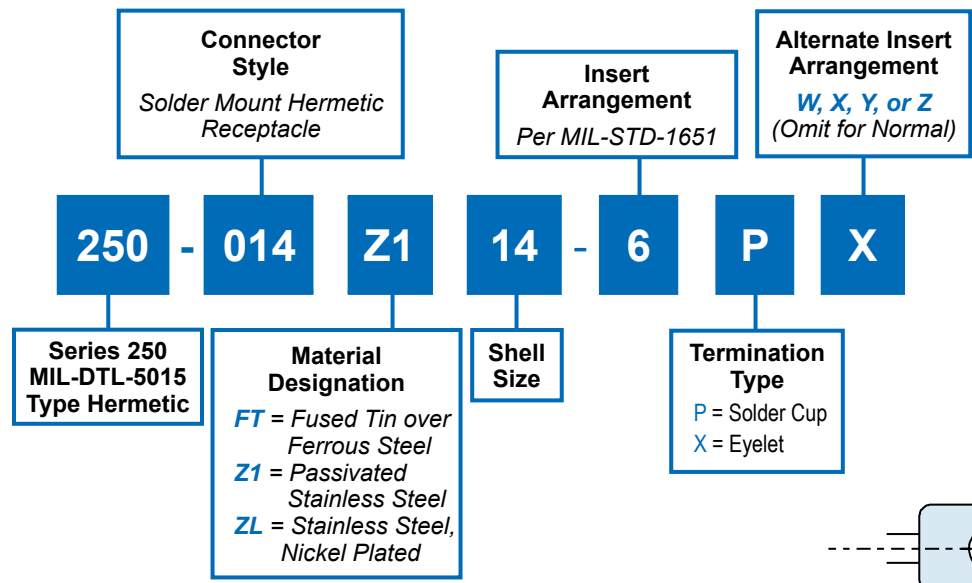 Connector
Style
Solder Mount Hermetic
Receptacle
Insert
Arrangement
Per MIL-STD-1651
Alternate Insert
Arrangement
W, X, Y, or Z
(Omit for Normal)
250 - 014 Z1 14 - 6 P X
Series 250
MIL-DTL-5015
Type Hermetic
Material
Designation
FT = Fused Tin over
Ferrous Steel
Z1 = Passivated
Stainless Steel
ZL = Stainless Steel,
Nickel Plated
Shell
Size
Termination
Type
P = Solder Cup
X = Eyelet